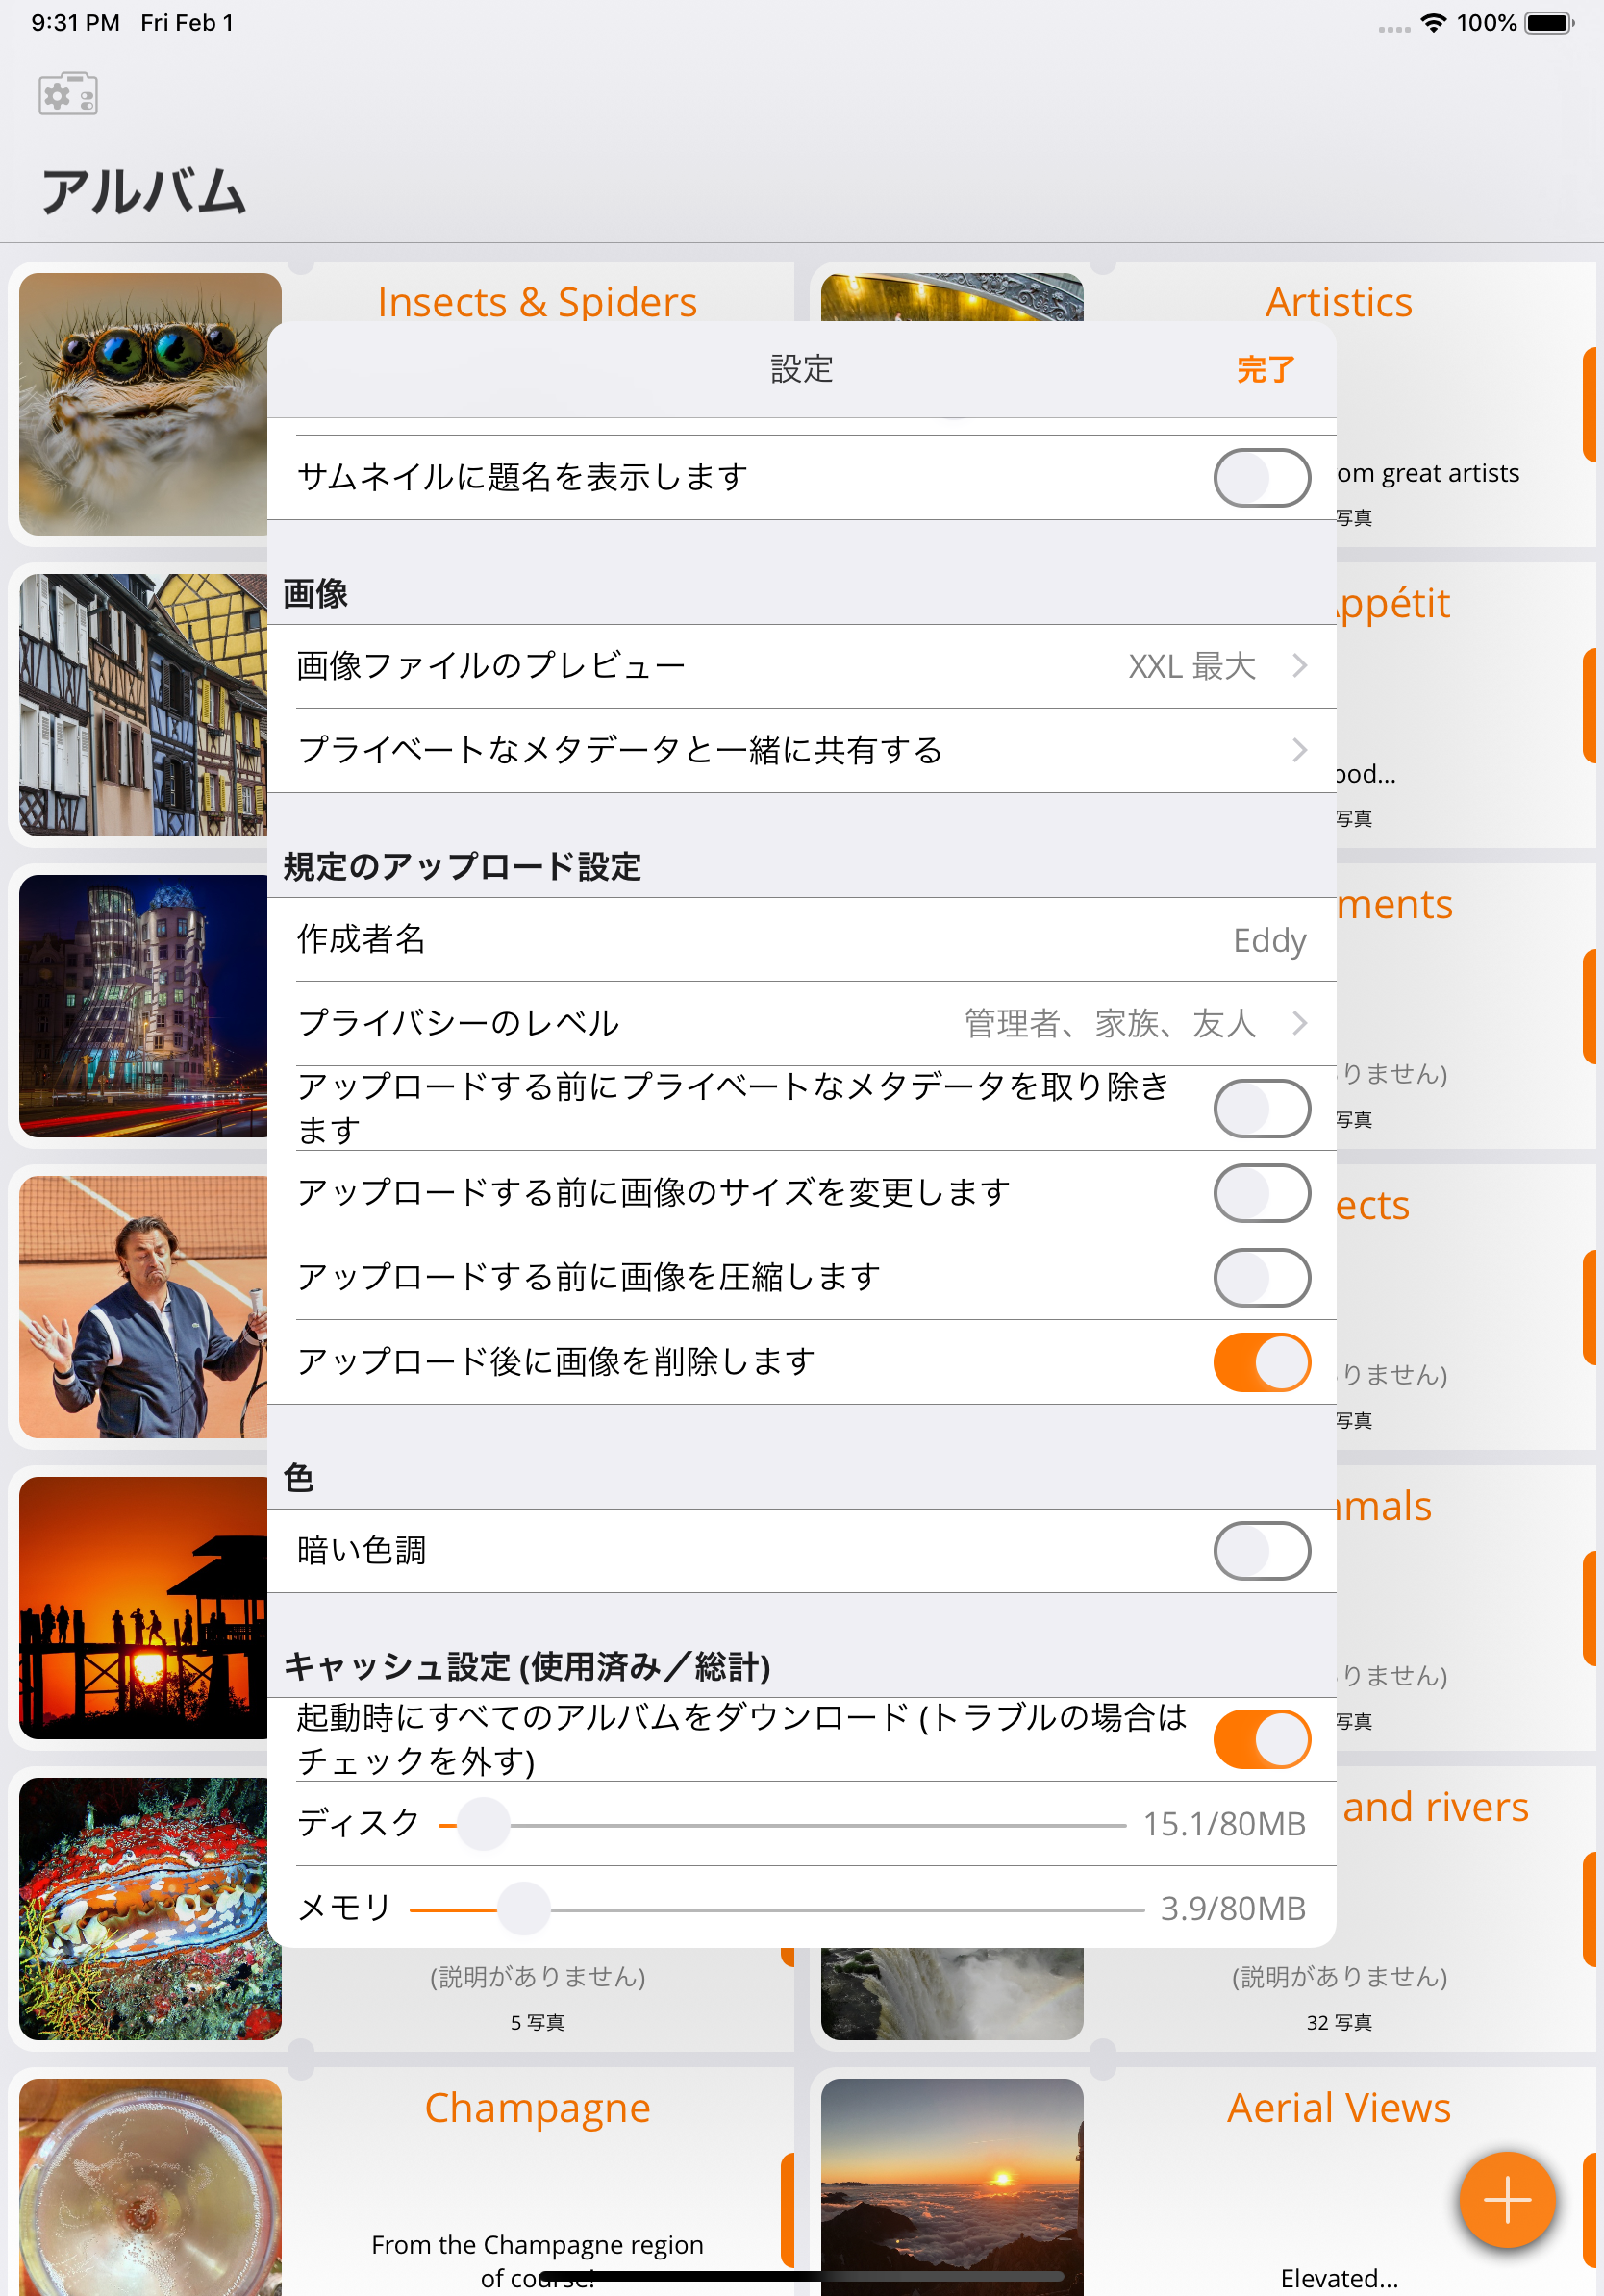 9:31 PM Fri Feb 1
100%
アルバム
Insects & Spiders
Artistics
設定
完了
サムネイルに題名を表示します
om great artists
写真
画像
画像ファイルのプレビュー
XXL 最大
プライベートなメタデータと一緒に共有する
ppétit
ood...
写真
規定のアップロード設定
作成者名
Eddy
プライバシーのレベル
管理者、家族、友人
アップロードする前にプライベートなメタデータを取り除き
ます
アップロードする前に画像のサイズを変更します
アップロードする前に画像を圧縮します
アップロード後に画像を削除します
ments
りません)
写真
ects
りません)
写真
色
暗い色調
mals
りません)
写真
キャッシュ設定 (使用済み／総計)
起動時にすべてのアルバムをダウンロード (トラブルの場合は
チェックを外す)
ディスク
15.1/80MB
メモリ
3.9/80MB
and rivers
(説明がありません)
5 写真
(説明がありません)
32 写真
Champagne
From the Champagne region
of course!
Aerial Views
Elevated...